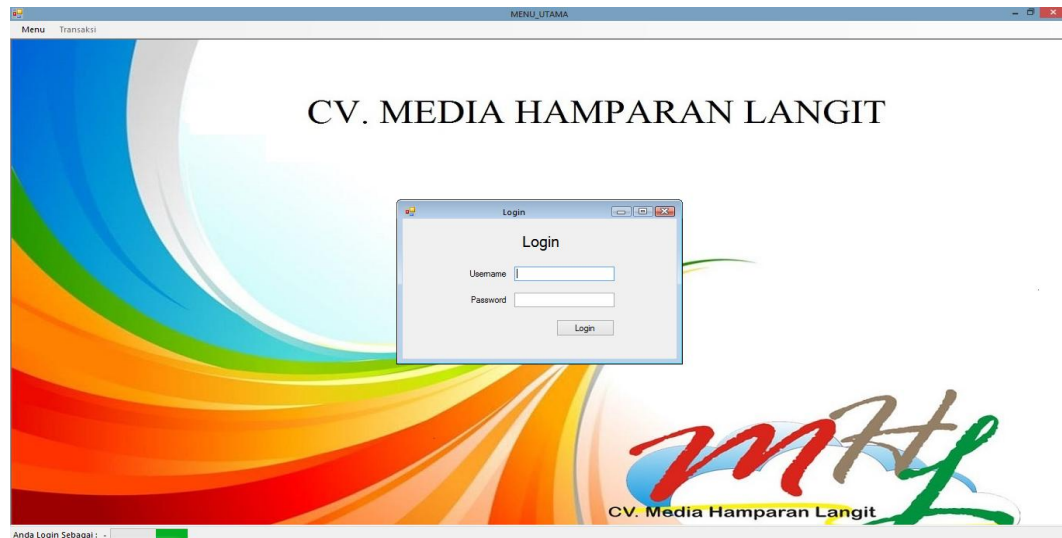 MENU_UTAMA
Menu Transaksi
CV. MEDIA HAMPARAN LANGIT
Login
Login
Username
Password
Login
MHL
CV. Media Hamparan Langit
Anda Login Sebagai : -